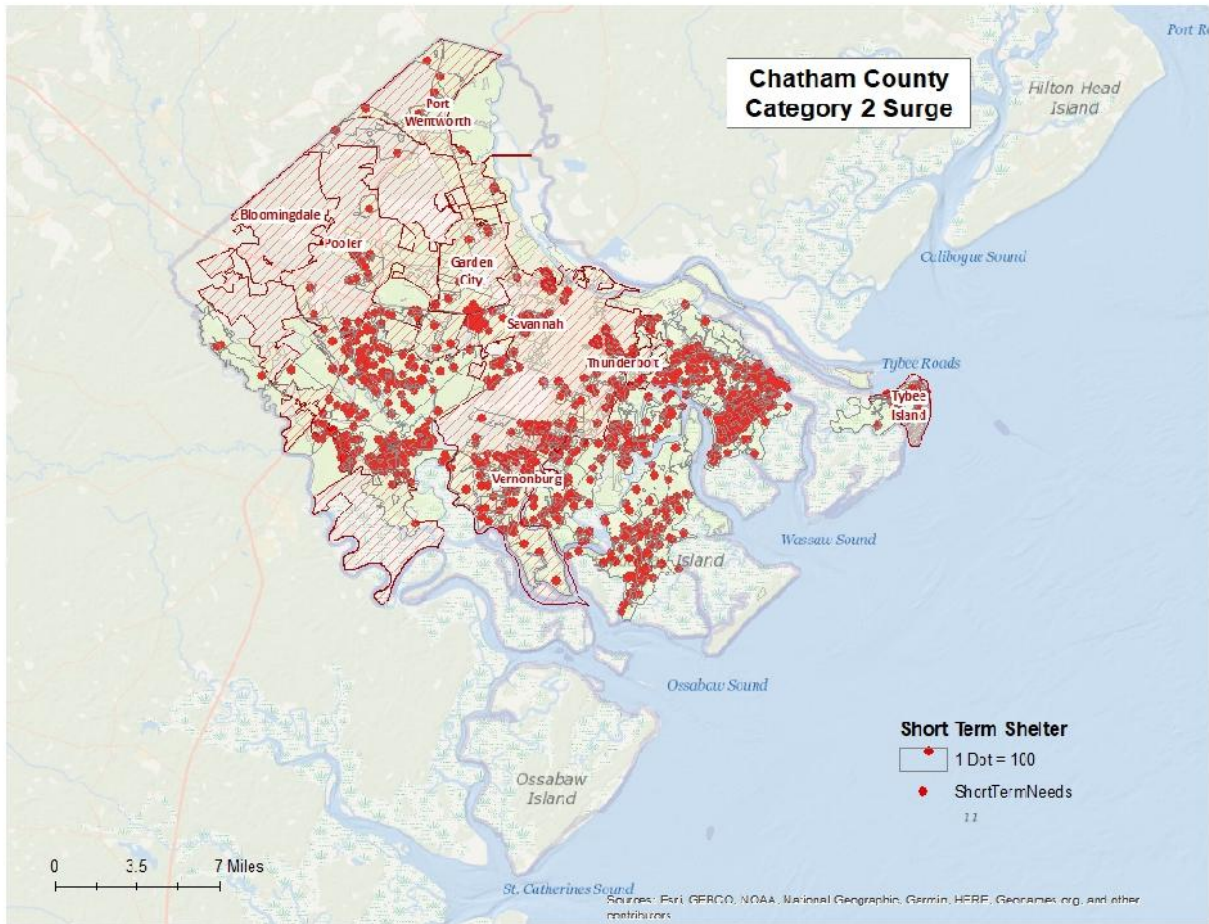 Port Ro
Chatham County
Category 2 Surge
Hilton Head
Island
Port
Wentworth
Bloomingdale
Pooler
Garden
City
Calibogue Sound
Savannah
Thunderbolt
Tybee Roads
Tybee
Island
Vernonburg
Wassaw Sound
Island
Ossabaw Sound
Short Term Shelter
1 Dot = 100
ShortTermNeeds
11
Ossabaw
Island
0 3.5 7 Miles
St. Catherines Sound
Sources: Esri, GEBCO, NOAA, National Geographic, Garmin, HERE, Geonames.org, and other
contributors